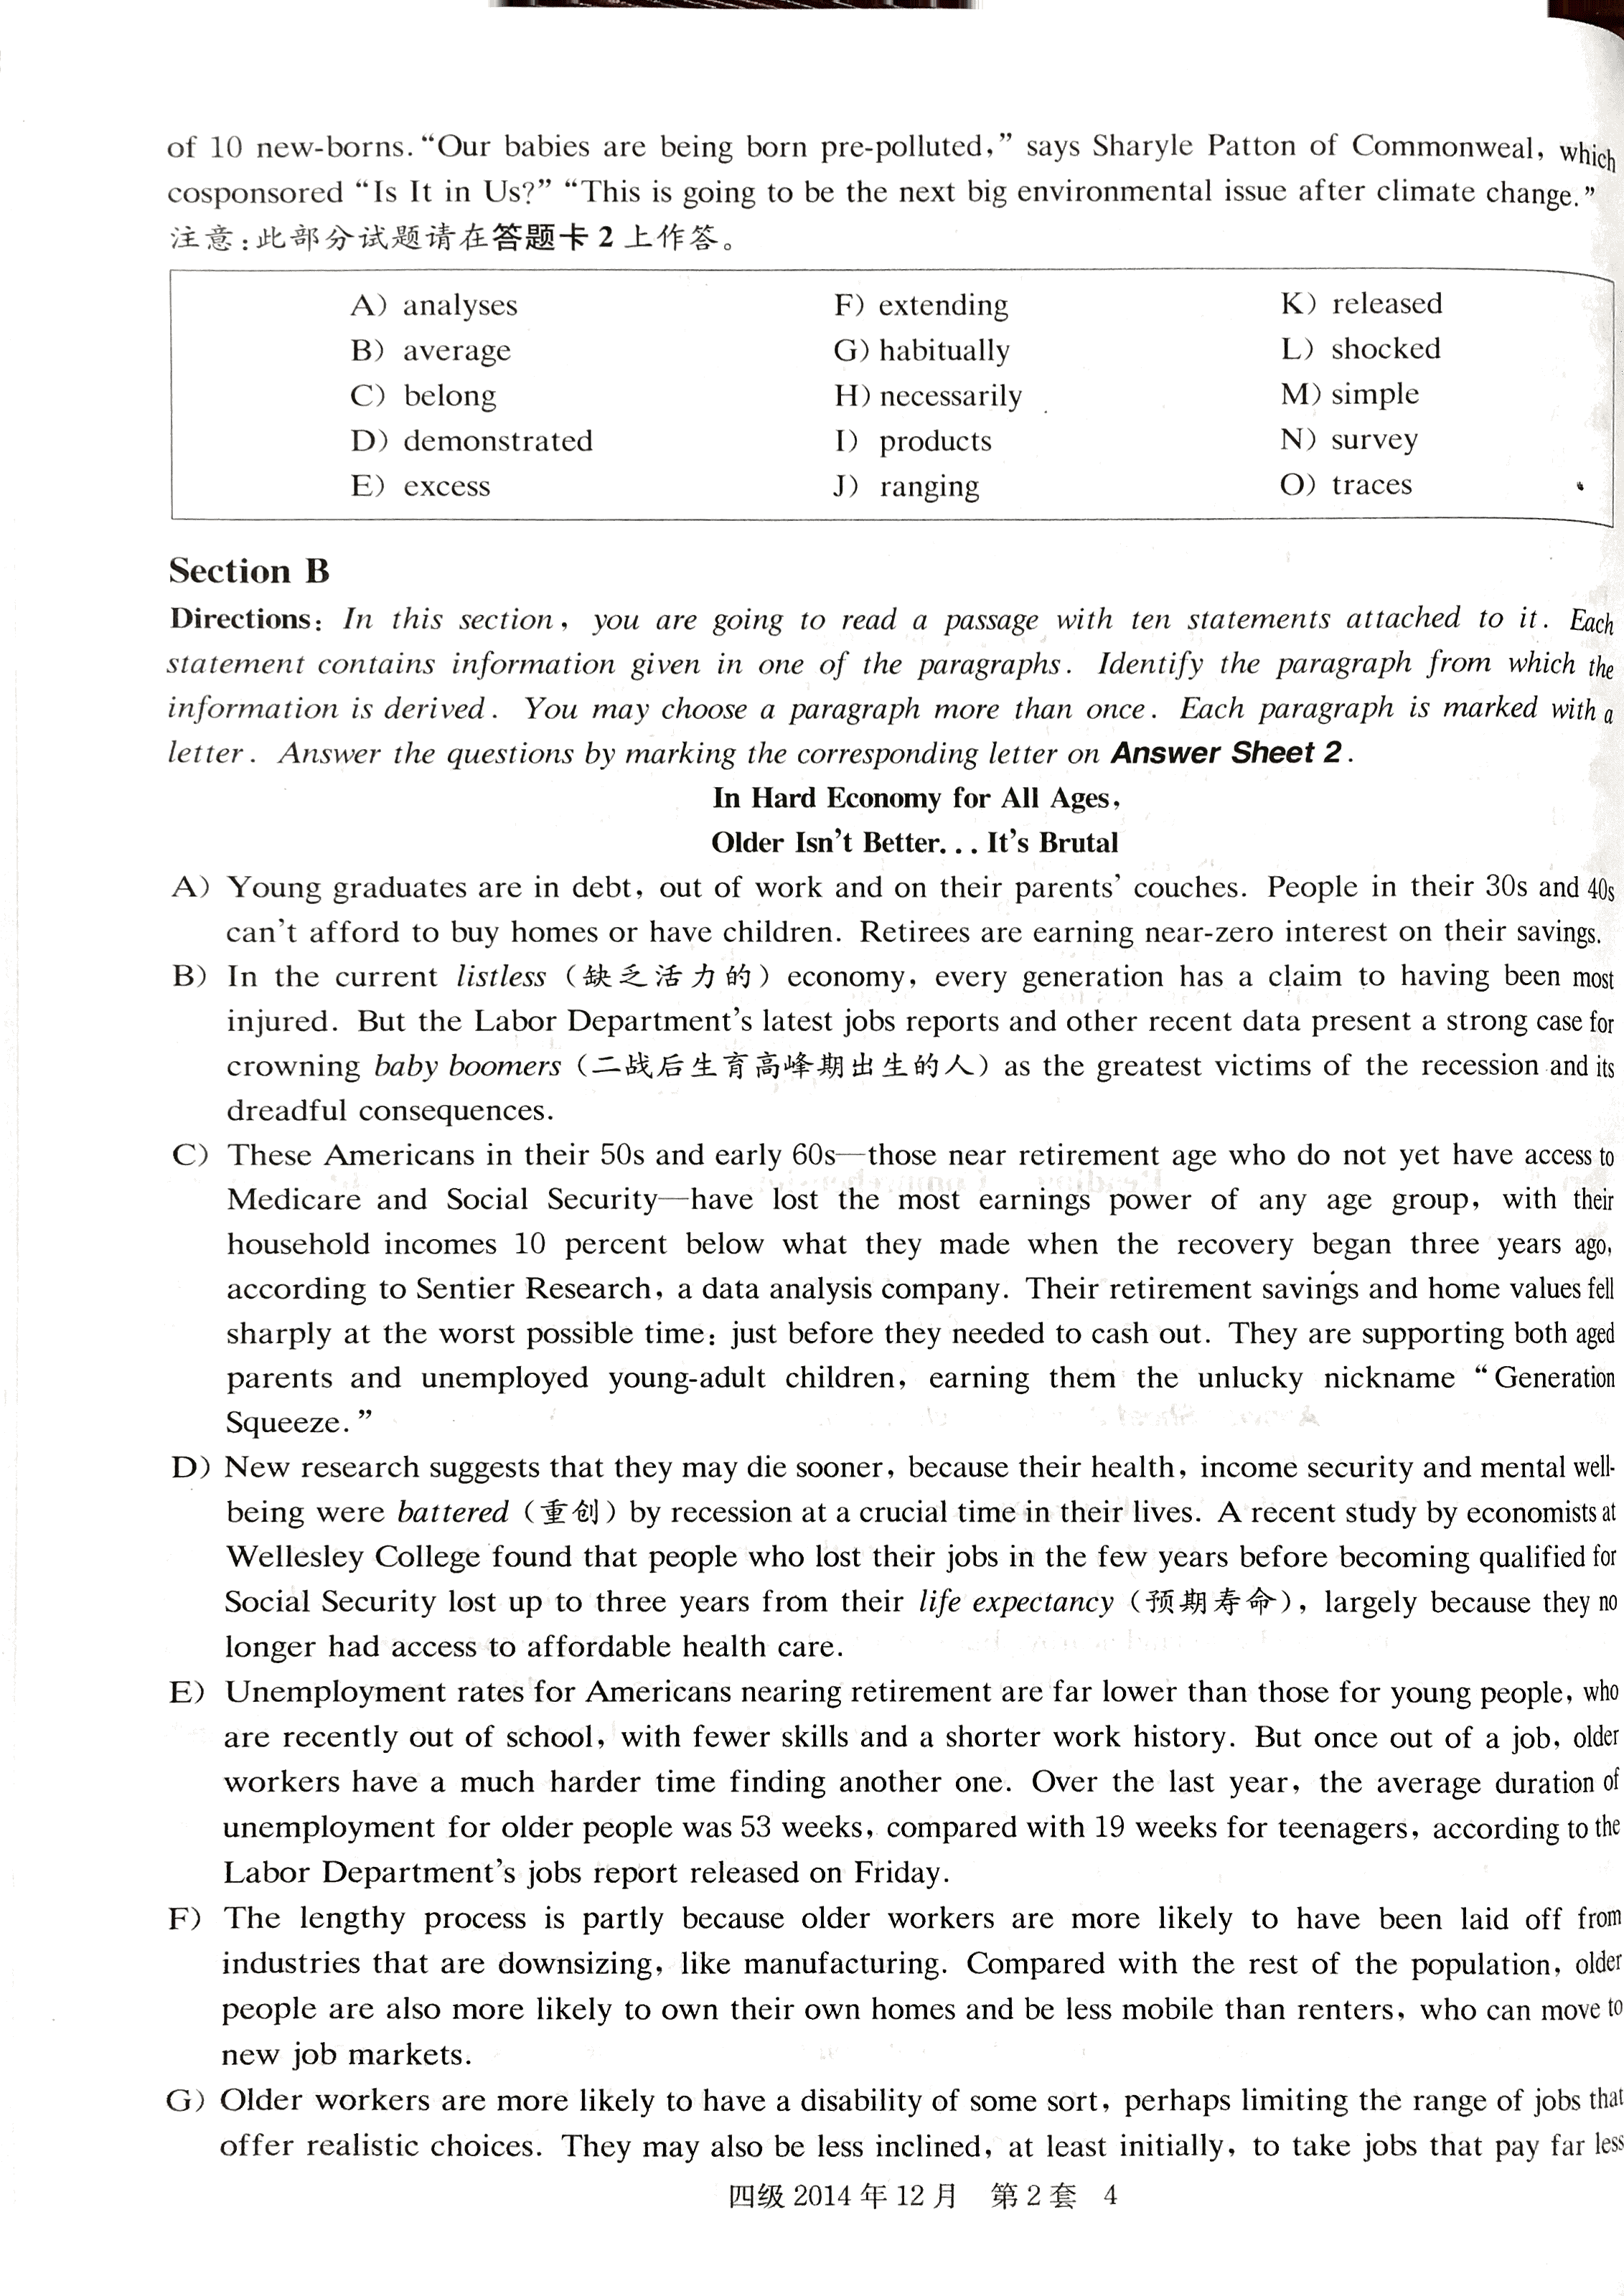 of 10 new-borns. “Our babies are being born pre-polluted,” says Sharyle Patton of Commonweal, which
cosponsored “Is It in Us?” “This is going to be the next big environmental issue after climate change.”
注意:此部分试题请在答题卡 2 上作答。
A) analyses F) extending K) released
B) average G) habitually L) shocked
C) belong H) necessarily M) simple
D) demonstrated I) products N) survey
E) excess J) ranging O) traces
Section B
Directions: In this section, you are going to read a passage with ten statements attached to it. Each
statement contains information given in one of the paragraphs. Identify the paragraph from which the
information is derived. You may choose a paragraph more than once. Each paragraph is marked with a
letter. Answer the questions by marking the corresponding letter on Answer Sheet 2.
In Hard Economy for All Ages,
Older Isn’t Better... It’s Brutal
A) Young graduates are in debt, out of work and on their parents’ couches. People in their 30s and 40s
can’t afford to buy homes or have children. Retirees are earning near-zero interest on their savings.
B) In the current listless (缺乏活力的) economy, every generation has a claim to having been most
injured. But the Labor Department’s latest jobs reports and other recent data present a strong case for
crowning baby boomers (二战后生育高峰期出生的人) as the greatest victims of the recession and its
dreadful consequences.
C) These Americans in their 50s and early 60s—those near retirement age who do not yet have access to
Medicare and Social Security—have lost the most earnings power of any age group, with their
household incomes 10 percent below what they made when the recovery began three years ago,
according to Sentier Research, a data analysis company. Their retirement savings and home values fell
sharply at the worst possible time: just before they needed to cash out. They are supporting both aged
parents and unemployed young-adult children, earning them the unlucky nickname “Generation
Squeeze.”
D) New research suggests that they may die sooner, because their health, income security and mental well-
being were battered (重创) by recession at a crucial time in their lives. A recent study by economists at
Wellesley College found that people who lost their jobs in the few years before becoming qualified for
Social Security lost up to three years from their life expectancy (预期寿命), largely because they no
longer had access to affordable health care.
E) Unemployment rates for Americans nearing retirement are far lower than those for young people, who
are recently out of school, with fewer skills and a shorter work history. But once out of a job, older
workers have a much harder time finding another one. Over the last year, the average duration of
unemployment for older people was 53 weeks, compared with 19 weeks for teenagers, according to the
Labor Department’s jobs report released on Friday.
F) The lengthy process is partly because older workers are more likely to have been laid off from
industries that are downsizing, like manufacturing. Compared with the rest of the population, older
people are also more likely to own their own homes and be less mobile than renters, who can move to
new job markets.
G) Older workers are more likely to have a disability of some sort, perhaps limiting the range of jobs that
offer realistic choices. They may also be less inclined, at least initially, to take jobs that pay far less
四级 2014 年 12 月 第 2 套 4